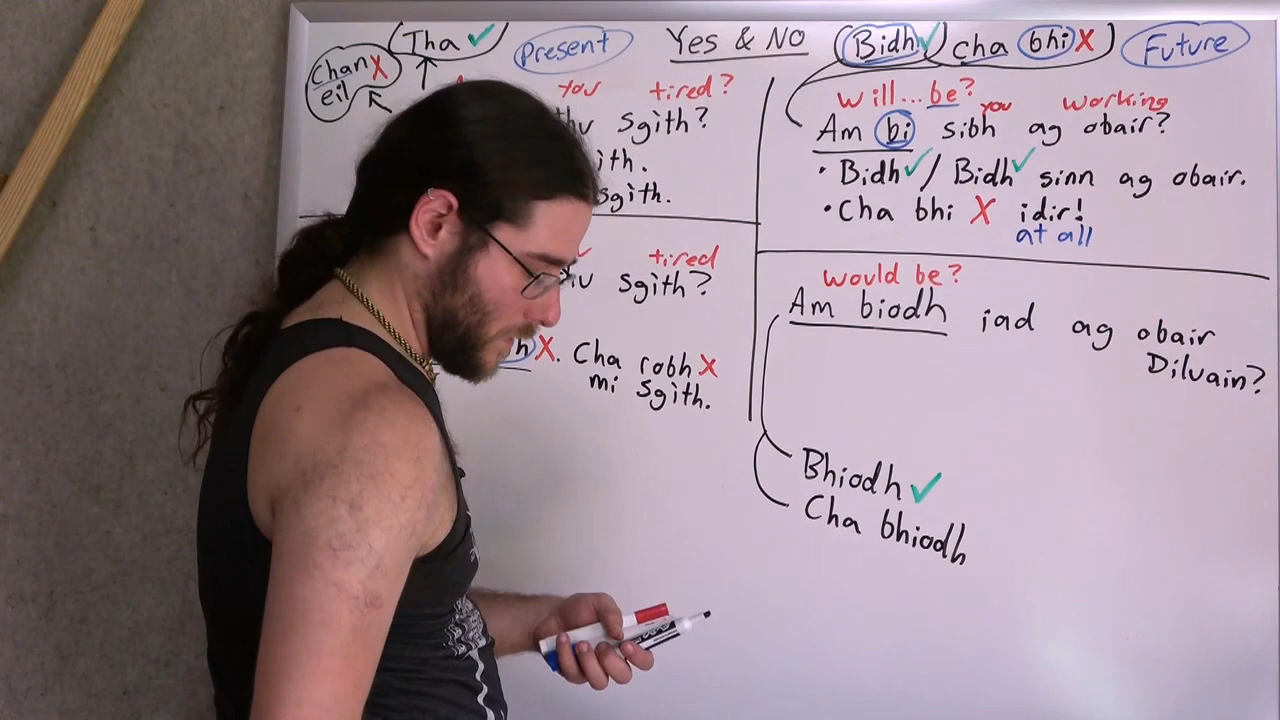 Tha ✓ Present Yes & No Bidh ✓ cha bhi X Future
Chan X
eil
you tired?
thu sgith?
sgith.
Will... be? you working
Am bi sibh ag obair?
• Bidh ✓ / Bidh ✓ sinn ag obair.
• Cha bhi X idir!
at all
tired
sgith?
X. Cha robh X
mi sgith.
would be?
Am biodh iad ag obair
Diluain?
Bhiodh ✓
Cha bhiodh